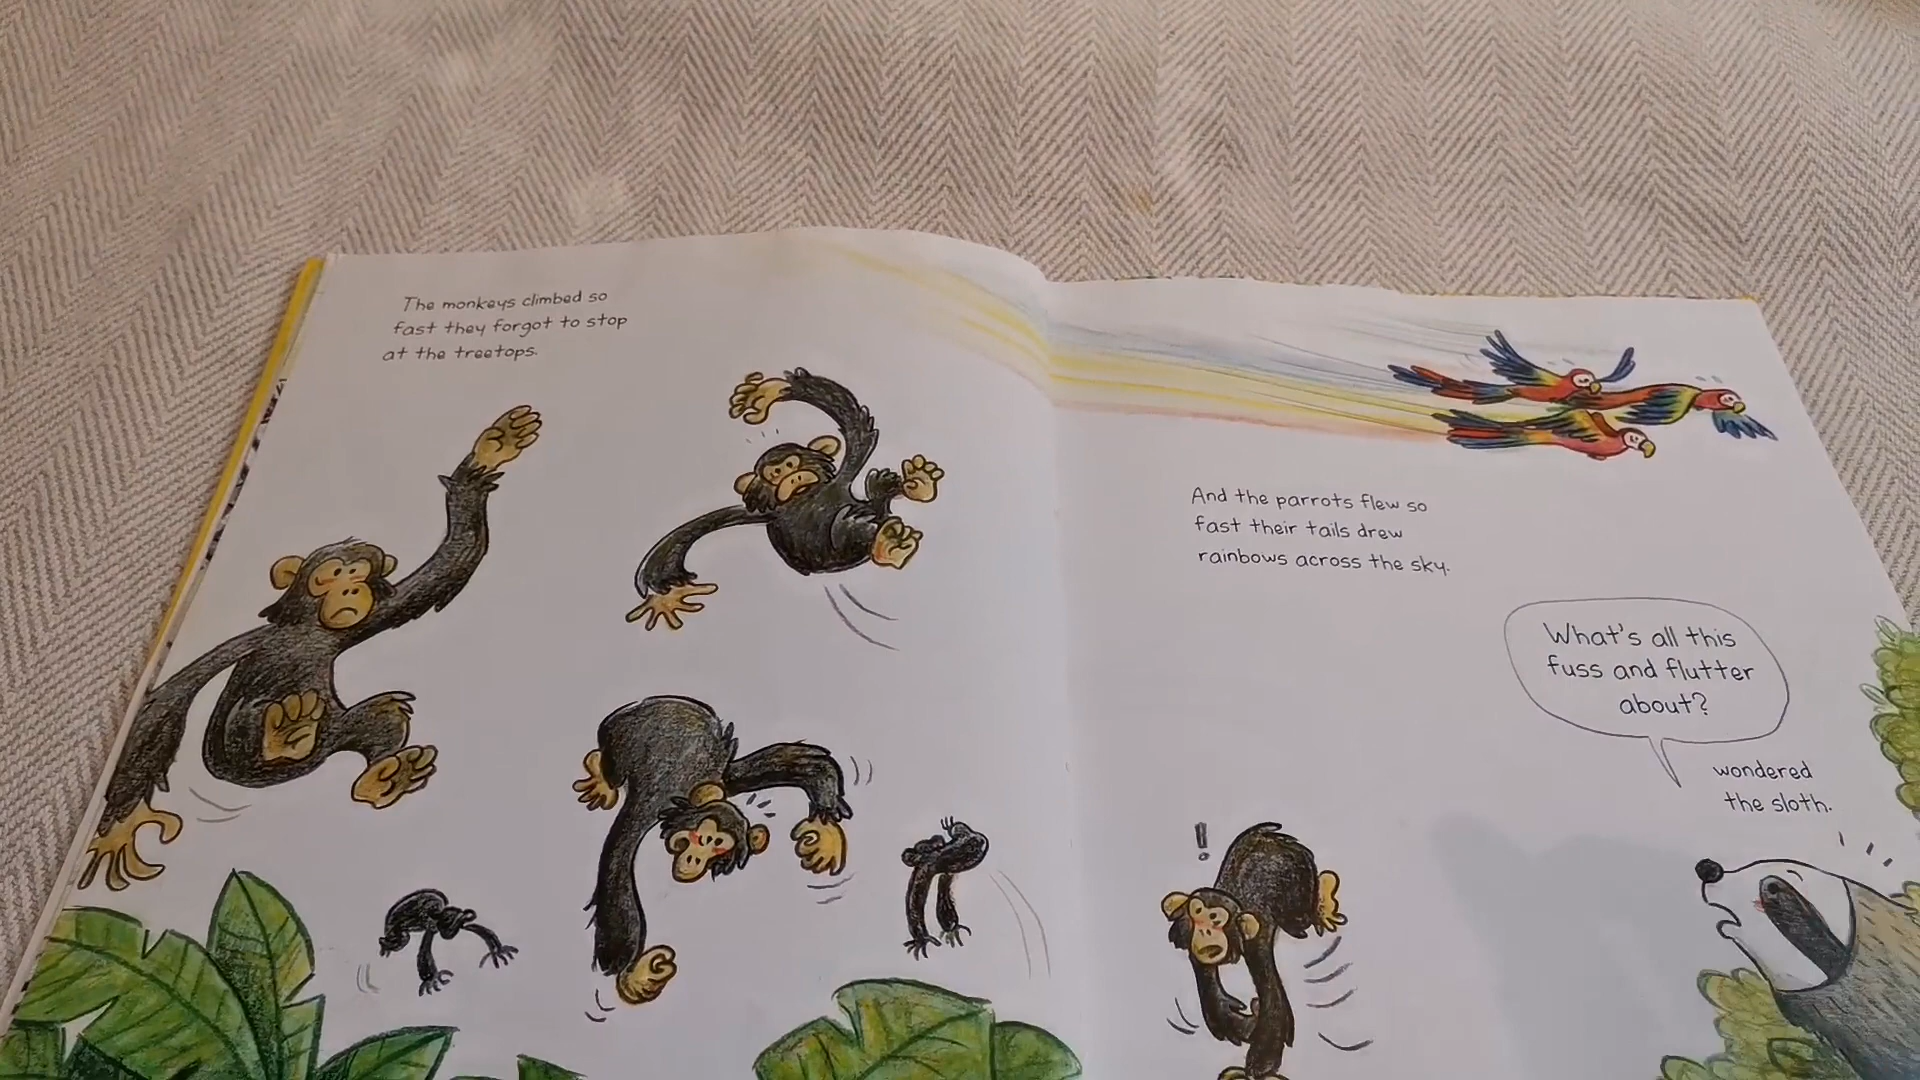 The monkeys climbed so
fast they forgot to stop
at the treetops.
And the parrots flew so
fast their tails drew
rainbows across the sky.
What's all this
fuss and flutter
about?
wondered
the sloth.
!